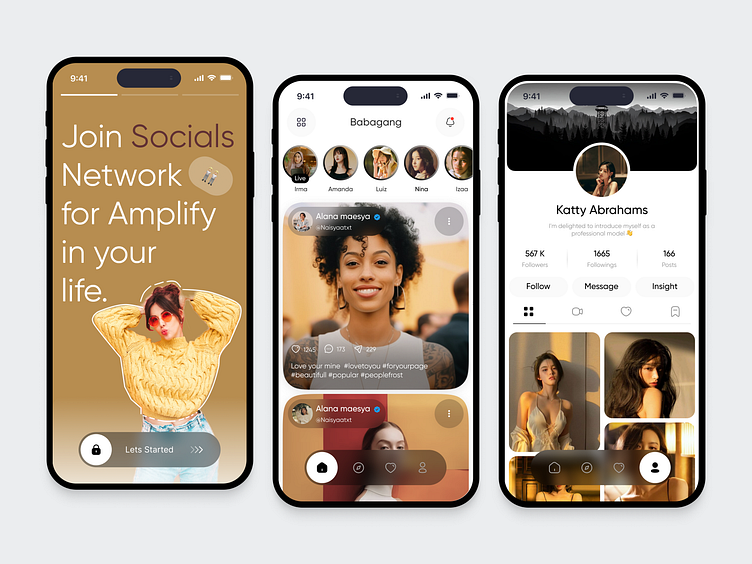 9:41
Join Socials
Network
for Amplify
in your
life.
Lets Started
9:41
Babagang
Live
Irma
Amanda
Luiz
Nina
Izaa
Alana maesya
@Naisyaatxt
1245
173
229
Love your mine #lovetoyou #foryourpage
#beautifull #popular #peoplefrost
Alana maesya
@Naisyaatxt
9:41
Katty Abrahams
I'm delighted to introduce myself as a
professional model 👋
567 K
1665
166
Followers
Followings
Posts
Follow
Message
Insight